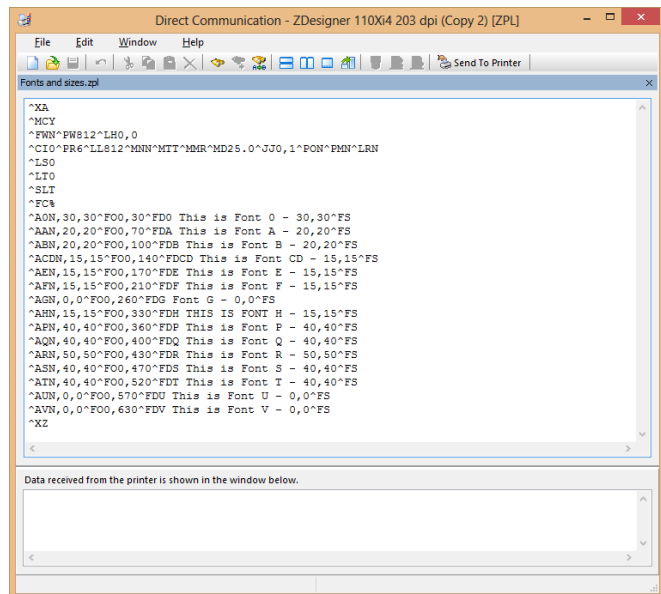 Direct Communication - ZDesigner 110Xi4 203 dpi (Copy 2) [ZPL]
File Edit Window Help
Send To Printer
Fonts and sizes.zpl
^XA
^MCY
^FWN^PW812^LH0,0
^CI0^PR6^LL812^MNN^MTT^MMR^MD25.0^JJ0,1^PON^PMN^LRN
^LS0
^LT0
^SLT
^FC%
^A0N,30,30^FO0,30^FD0 This is Font 0 - 30,30^FS
^AAN,20,20^FO0,70^FDA This is Font A - 20,20^FS
^ABN,20,20^FO0,100^FDB This is Font B - 20,20^FS
^ACDN,15,15^FO0,140^FDCD This is Font CD - 15,15^FS
^AEN,15,15^FO0,170^FDE This is Font E - 15,15^FS
^AFN,15,15^FO0,210^FDF This is Font F - 15,15^FS
^AGN,0,0^FO0,260^FDG Font G - 0,0^FS
^AHN,15,15^FO0,330^FDH THIS IS FONT H - 15,15^FS
^APN,40,40^FO0,360^FDP This is Font P - 40,40^FS
^AQN,40,40^FO0,400^FDQ This is Font Q - 40,40^FS
^ARN,50,50^FO0,430^FDR This is Font R - 50,50^FS
^ASN,40,40^FO0,470^FDS This is Font S - 40,40^FS
^ATN,40,40^FO0,520^FDT This is Font T - 40,40^FS
^AUN,0,0^FO0,570^FDU This is Font U - 0,0^FS
^AVN,0,0^FO0,630^FDV This is Font V - 0,0^FS
^XZ
Data received from the printer is shown in the window below.